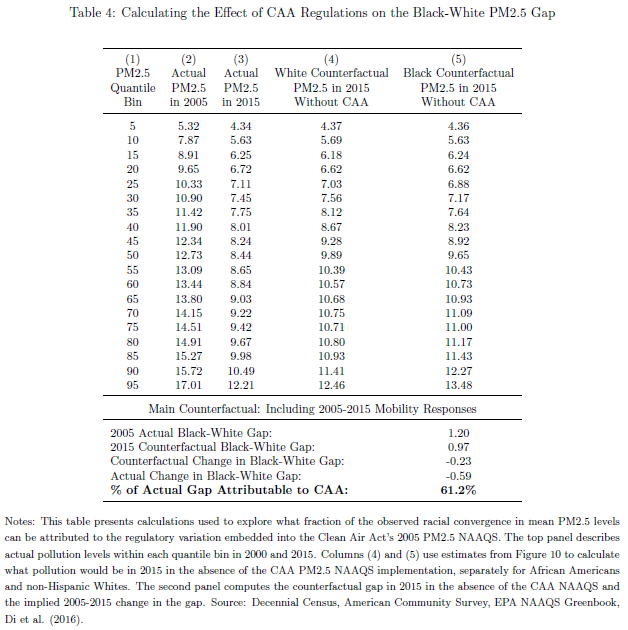 Table 4: Calculating the Effect of CAA Regulations on the Black-White PM2.5 Gap
(1) (2) (3) (4) (5)
PM2.5 Actual Actual White Counterfactual Black Counterfactual
Quantile PM2.5 PM2.5 PM2.5 in 2015 PM2.5 in 2015
Bin in 2005 in 2015 Without CAA Without CAA
5 5.32 4.34 4.37 4.36
10 7.87 5.63 5.69 5.63
15 8.91 6.25 6.18 6.24
20 9.65 6.72 6.62 6.62
25 10.33 7.11 7.03 6.88
30 10.90 7.45 7.56 7.17
35 11.42 7.75 8.12 7.64
40 11.90 8.01 8.67 8.23
45 12.34 8.24 9.28 8.92
50 12.73 8.44 9.89 9.65
55 13.09 8.65 10.39 10.43
60 13.44 8.84 10.57 10.73
65 13.80 9.03 10.68 10.93
70 14.15 9.22 10.75 11.09
75 14.51 9.42 10.71 11.00
80 14.91 9.67 10.80 11.17
85 15.27 9.98 10.93 11.43
90 15.72 10.49 11.41 12.27
95 17.01 12.21 12.46 13.48
Main Counterfactual: Including 2005-2015 Mobility Responses
2005 Actual Black-White Gap: 1.20
2015 Counterfactual Black-White Gap: 0.97
Counterfactual Change in Black-White Gap: -0.23
Actual Change in Black-White Gap: -0.59
% of Actual Gap Attributable to CAA: 61.2%
Notes: This table presents calculations used to explore what fraction of the observed racial convergence in mean PM2.5 levels
can be attributed to the regulatory variation embedded into the Clean Air Act's 2005 PM2.5 NAAQS. The top panel describes
actual pollution levels within each quantile bin in 2000 and 2015. Columns (4) and (5) use estimates from Figure 10 to calculate
what pollution would be in 2015 in the absence of the CAA PM2.5 NAAQS implementation, separately for African Americans
and non-Hispanic Whites. The second panel computes the counterfactual gap in 2015 in the absence of the CAA NAAQS and
the implied 2005-2015 change in the gap. Source: Decennial Census, American Community Survey, EPA NAAQS Greenbook,
Di et al. (2016).